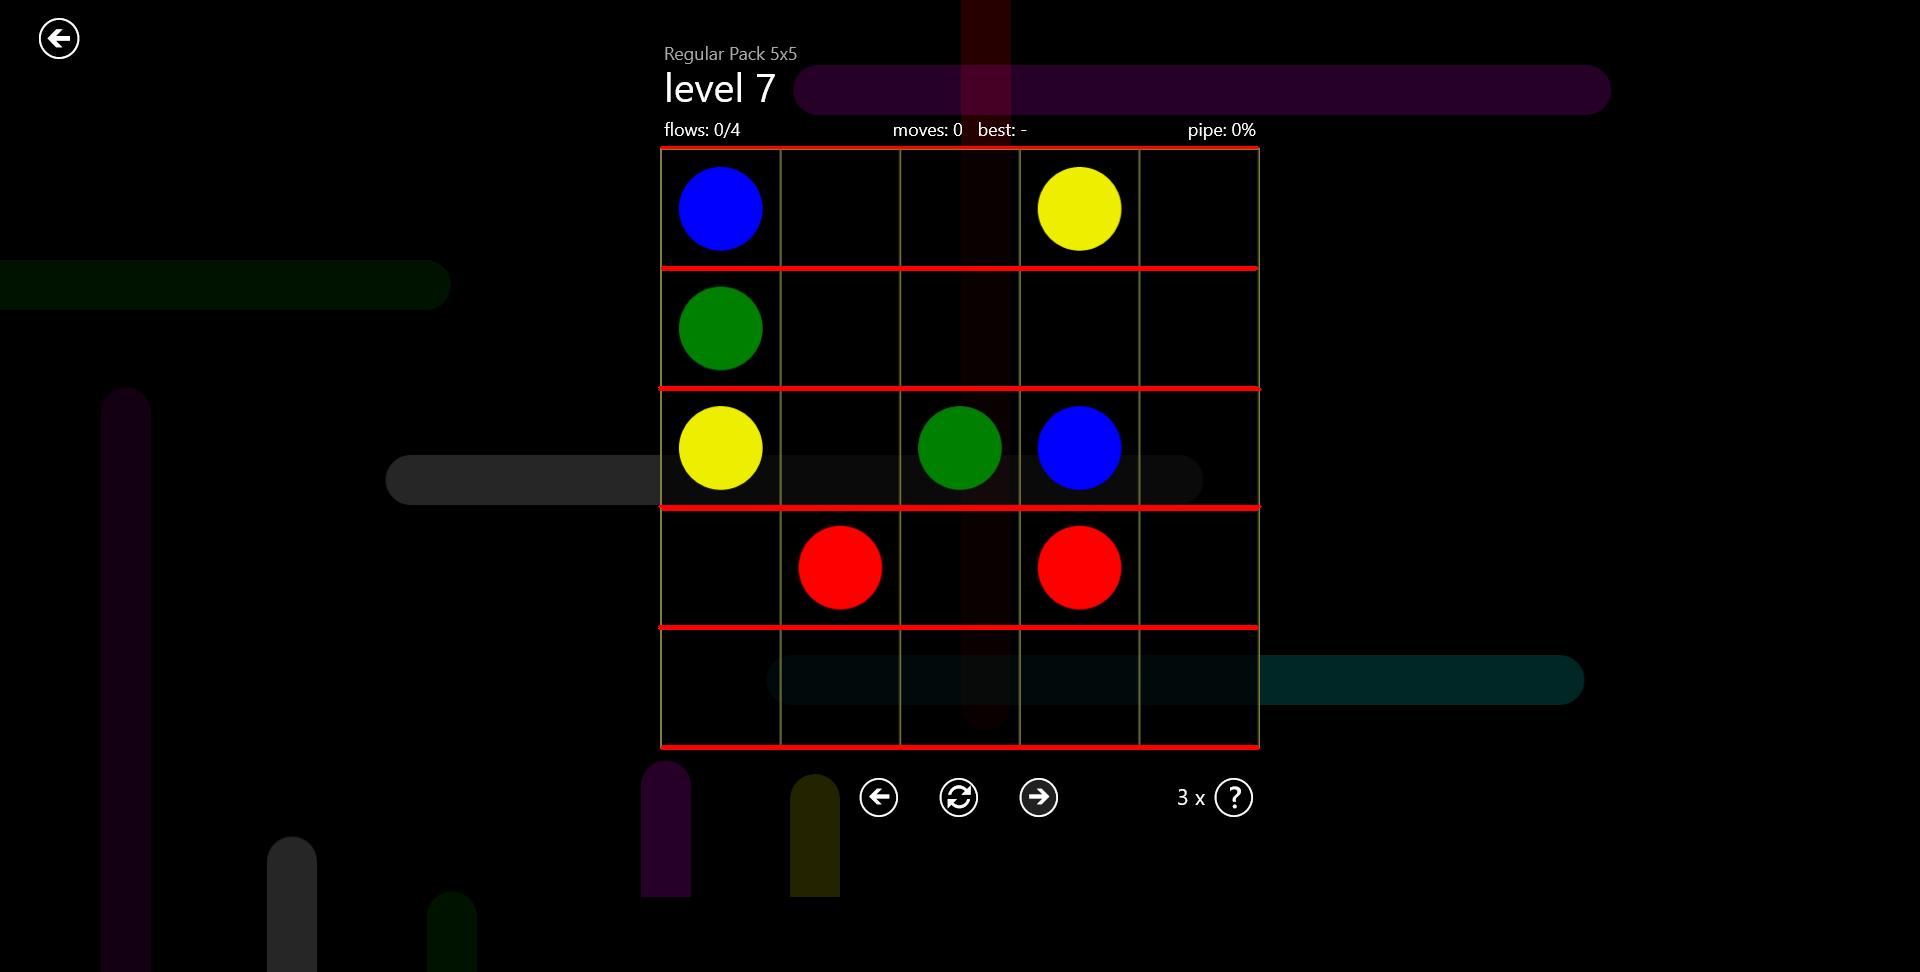 Regular Pack 5x5
level 7
flows: 0/4 moves: 0 best: - pipe: 0%
3 x ?